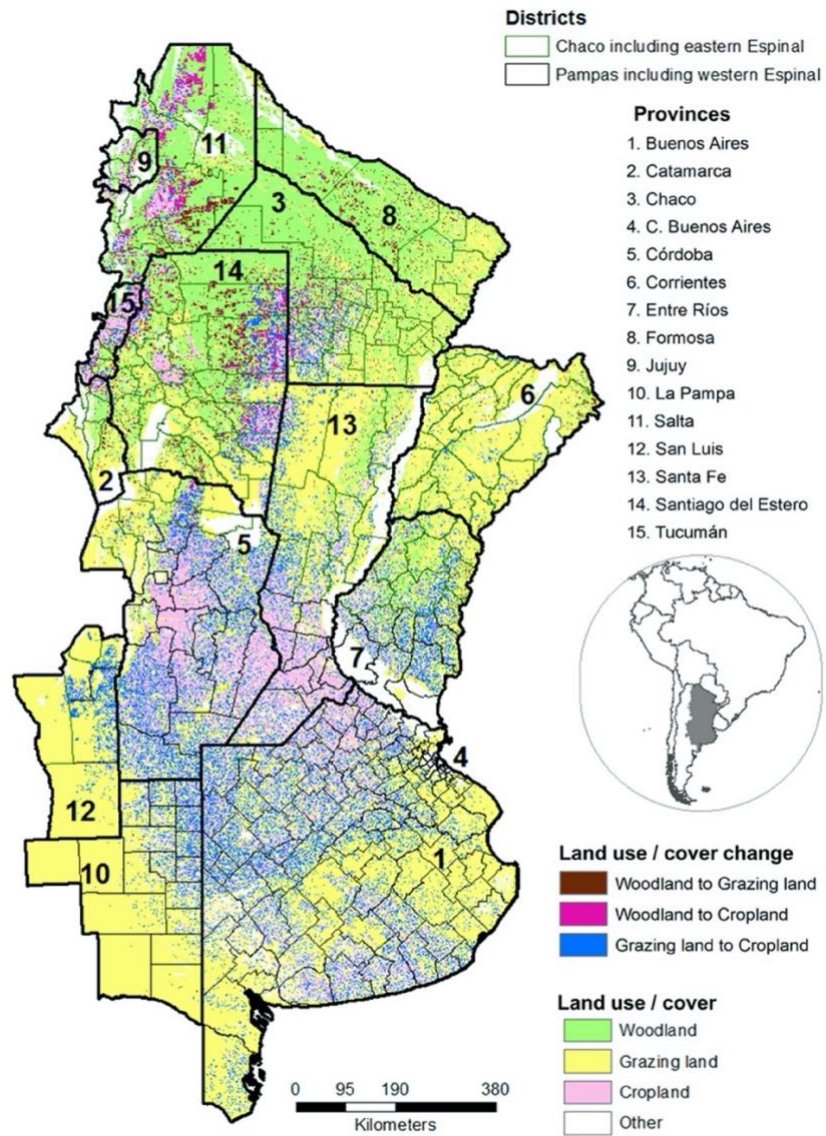 Districts
Chaco including eastern Espinal
Pampas including western Espinal
Provinces
1. Buenos Aires
2. Catamarca
3. Chaco
4. C. Buenos Aires
5. Córdoba
6. Corrientes
7. Entre Ríos
8. Formosa
9. Jujuy
10. La Pampa
11. Salta
12. San Luis
13. Santa Fe
14. Santiago del Estero
15. Tucumán
11
9
3
8
14
15
6
13
2
5
7
4
12
1
10
Land use / cover change
Woodland to Grazing land
Woodland to Cropland
Grazing land to Cropland
Land use / cover
Woodland
Grazing land
Cropland
Other
0 95 190 380
Kilometers